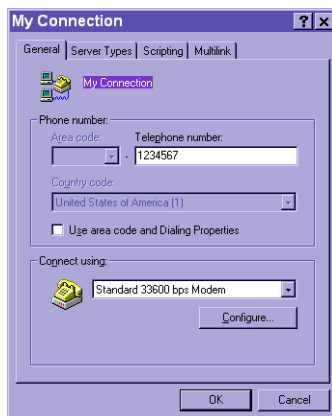 My Connection
General Server Types Scripting Multilink
My Connection
Phone number:
Area code: Telephone number:
- 1234567
Country code:
United States of America (1)
Use area code and Dialing Properties
Connect using:
Standard 33600 bps Modem
Configure...
OK Cancel